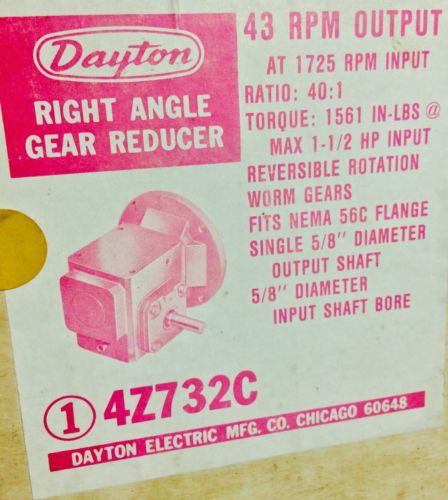 Dayton
RIGHT ANGLE
GEAR REDUCER
43 RPM OUTPUT
AT 1725 RPM INPUT
RATIO: 40:1
TORQUE: 1561 IN-LBS @
MAX 1-1/2 HP INPUT
REVERSIBLE ROTATION
WORM GEARS
FITS NEMA 56C FLANGE
SINGLE 5/8" DIAMETER
OUTPUT SHAFT
5/8" DIAMETER
INPUT SHAFT BORE
1 4Z732C
DAYTON ELECTRIC MFG. CO. CHICAGO 60648